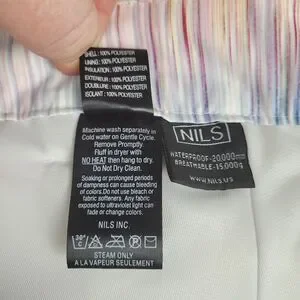 SHELL: 100% POLYESTER
LINING: 100% POLYESTER
INSULATION: 100% POLYESTER
EXTERIEUR: 100% POLYESTER
DOUBLURE: 100% POLYESTER
ISOLANT: 100% POLYESTER
Machine wash separately in
Cold water on Gentle Cycle.
Remove Promptly.
Fluff in dryer with
NO HEAT then hang to dry.
Do Not Dry Clean.
Soaking or prolonged periods
of dampness can cause bleeding
of colors.Do not use bleach or
fabric softeners. Any fabric
exposed to ultraviolet light can
fade or change colors.
NILS INC.
30°
C
STEAM ONLY
A LA VAPEUR SEULEMENT
NILS
WATERPROOF-20,000mm
BREATHABLE-15,000g
WWW.NILS.US